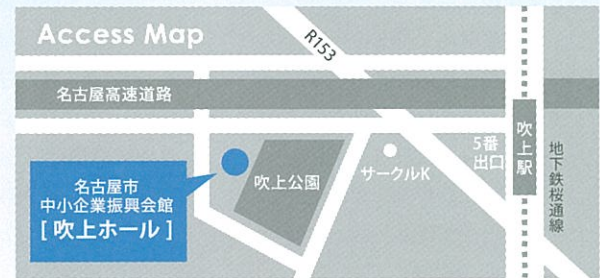 Access Map
R153
名古屋高速道路
吹上駅
地下鉄桜通線
5番
出口
サークルK
吹上公園
名古屋市
中小企業振興会館
[ 吹上ホール ]